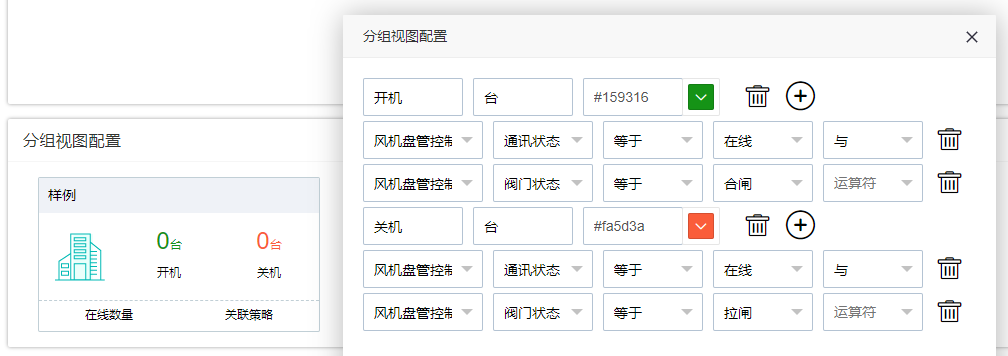 分组视图配置
开机 台 #159316
风机盘管控制 通讯状态 等于 在线 与
风机盘管控制 阀门状态 等于 合闸 运算符
关机 台 #fa5d3a
风机盘管控制 通讯状态 等于 在线 与
风机盘管控制 阀门状态 等于 拉闸 运算符
分组视图配置
样例
0台 0台
开机 关机
在线数量 关联策略